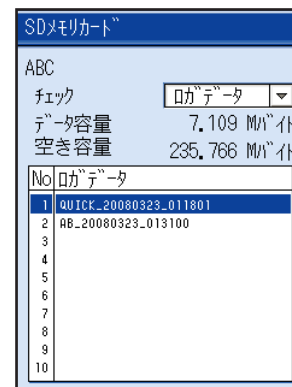 SDメモリカード
ABC
チェック ロガデータ
データ容量 7.109 Mバイト
空き容量 235.766 Mバイト
No ロガデータ
1 QUICK_20080323_011801
2 AB_20080323_013100
3
4
5
6
7
8
9
10